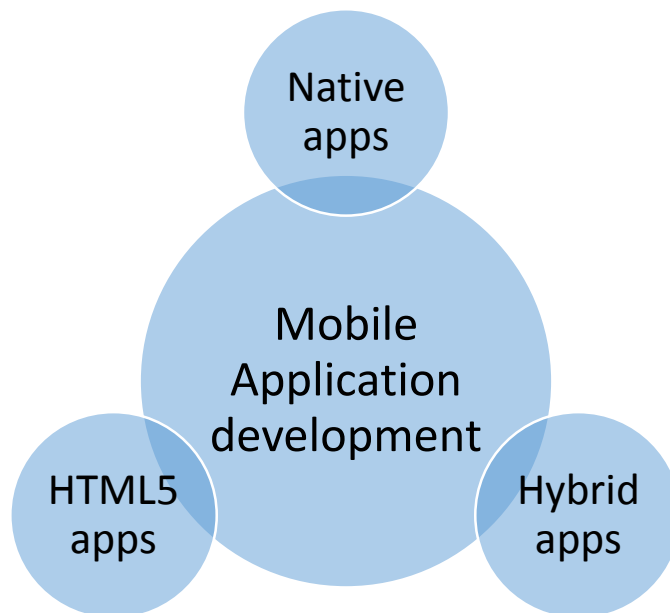 Native
apps
Mobile
Application
development
HTML5
apps
Hybrid
apps